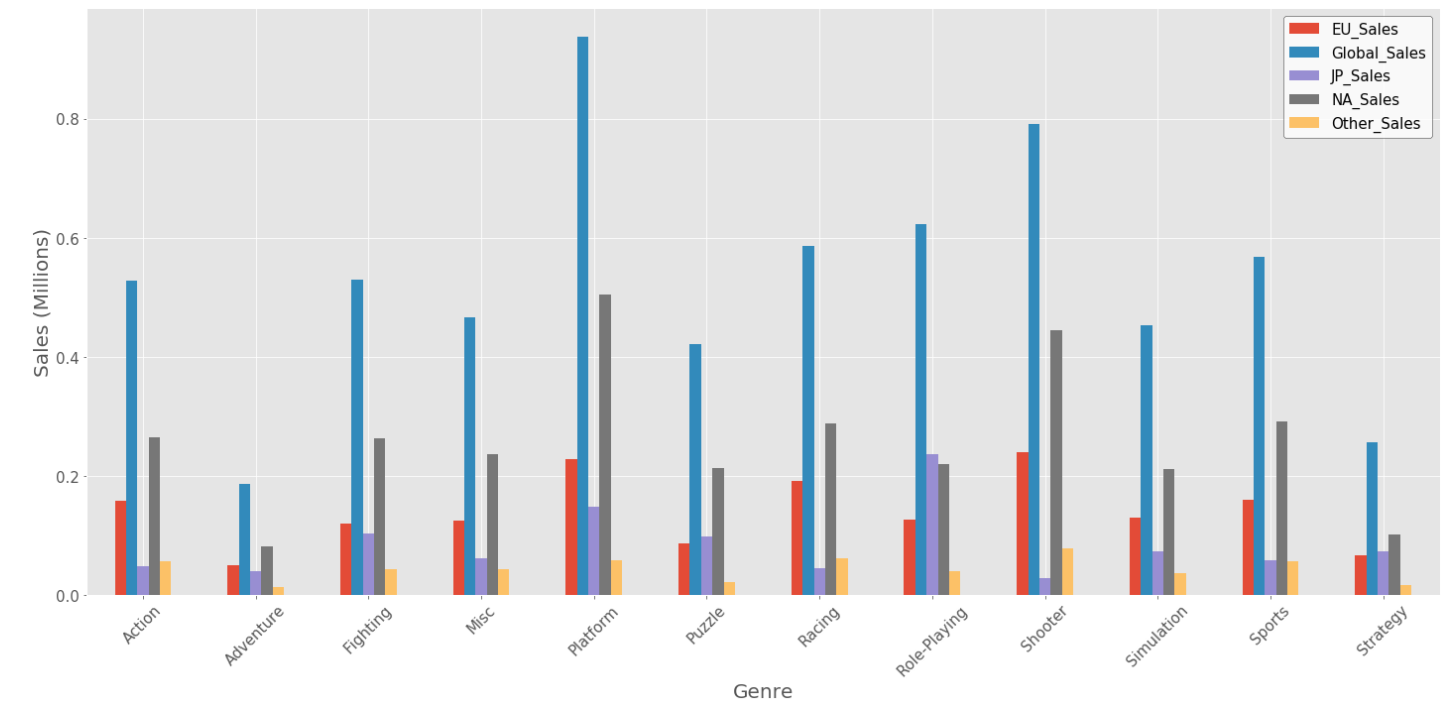 EU_Sales
Global_Sales
JP_Sales
NA_Sales
Other_Sales
Sales (Millions)
0.8
0.6
0.4
0.2
0.0
Action
Adventure
Fighting
Misc
Platform
Puzzle
Racing
Role-Playing
Shooter
Simulation
Sports
Strategy
Genre